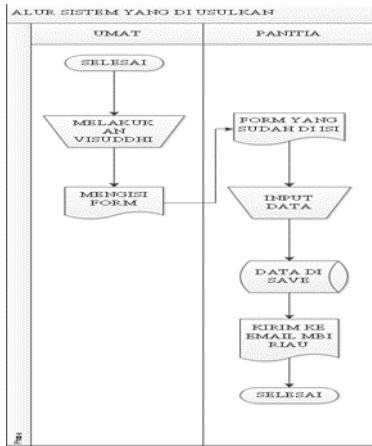 ALUR SISTEM YANG DI USULKAN
UMAT
PANITIA
SELESAI
MELAKUK
AN
VISUDDHI
MENGISI
FORM
FORM YANG
SUDAH DI ISI
INPUT
DATA
DATA DI
SAVE
KIRIM KE
EMAIL MBI
RIAU
SELESAI
Phase